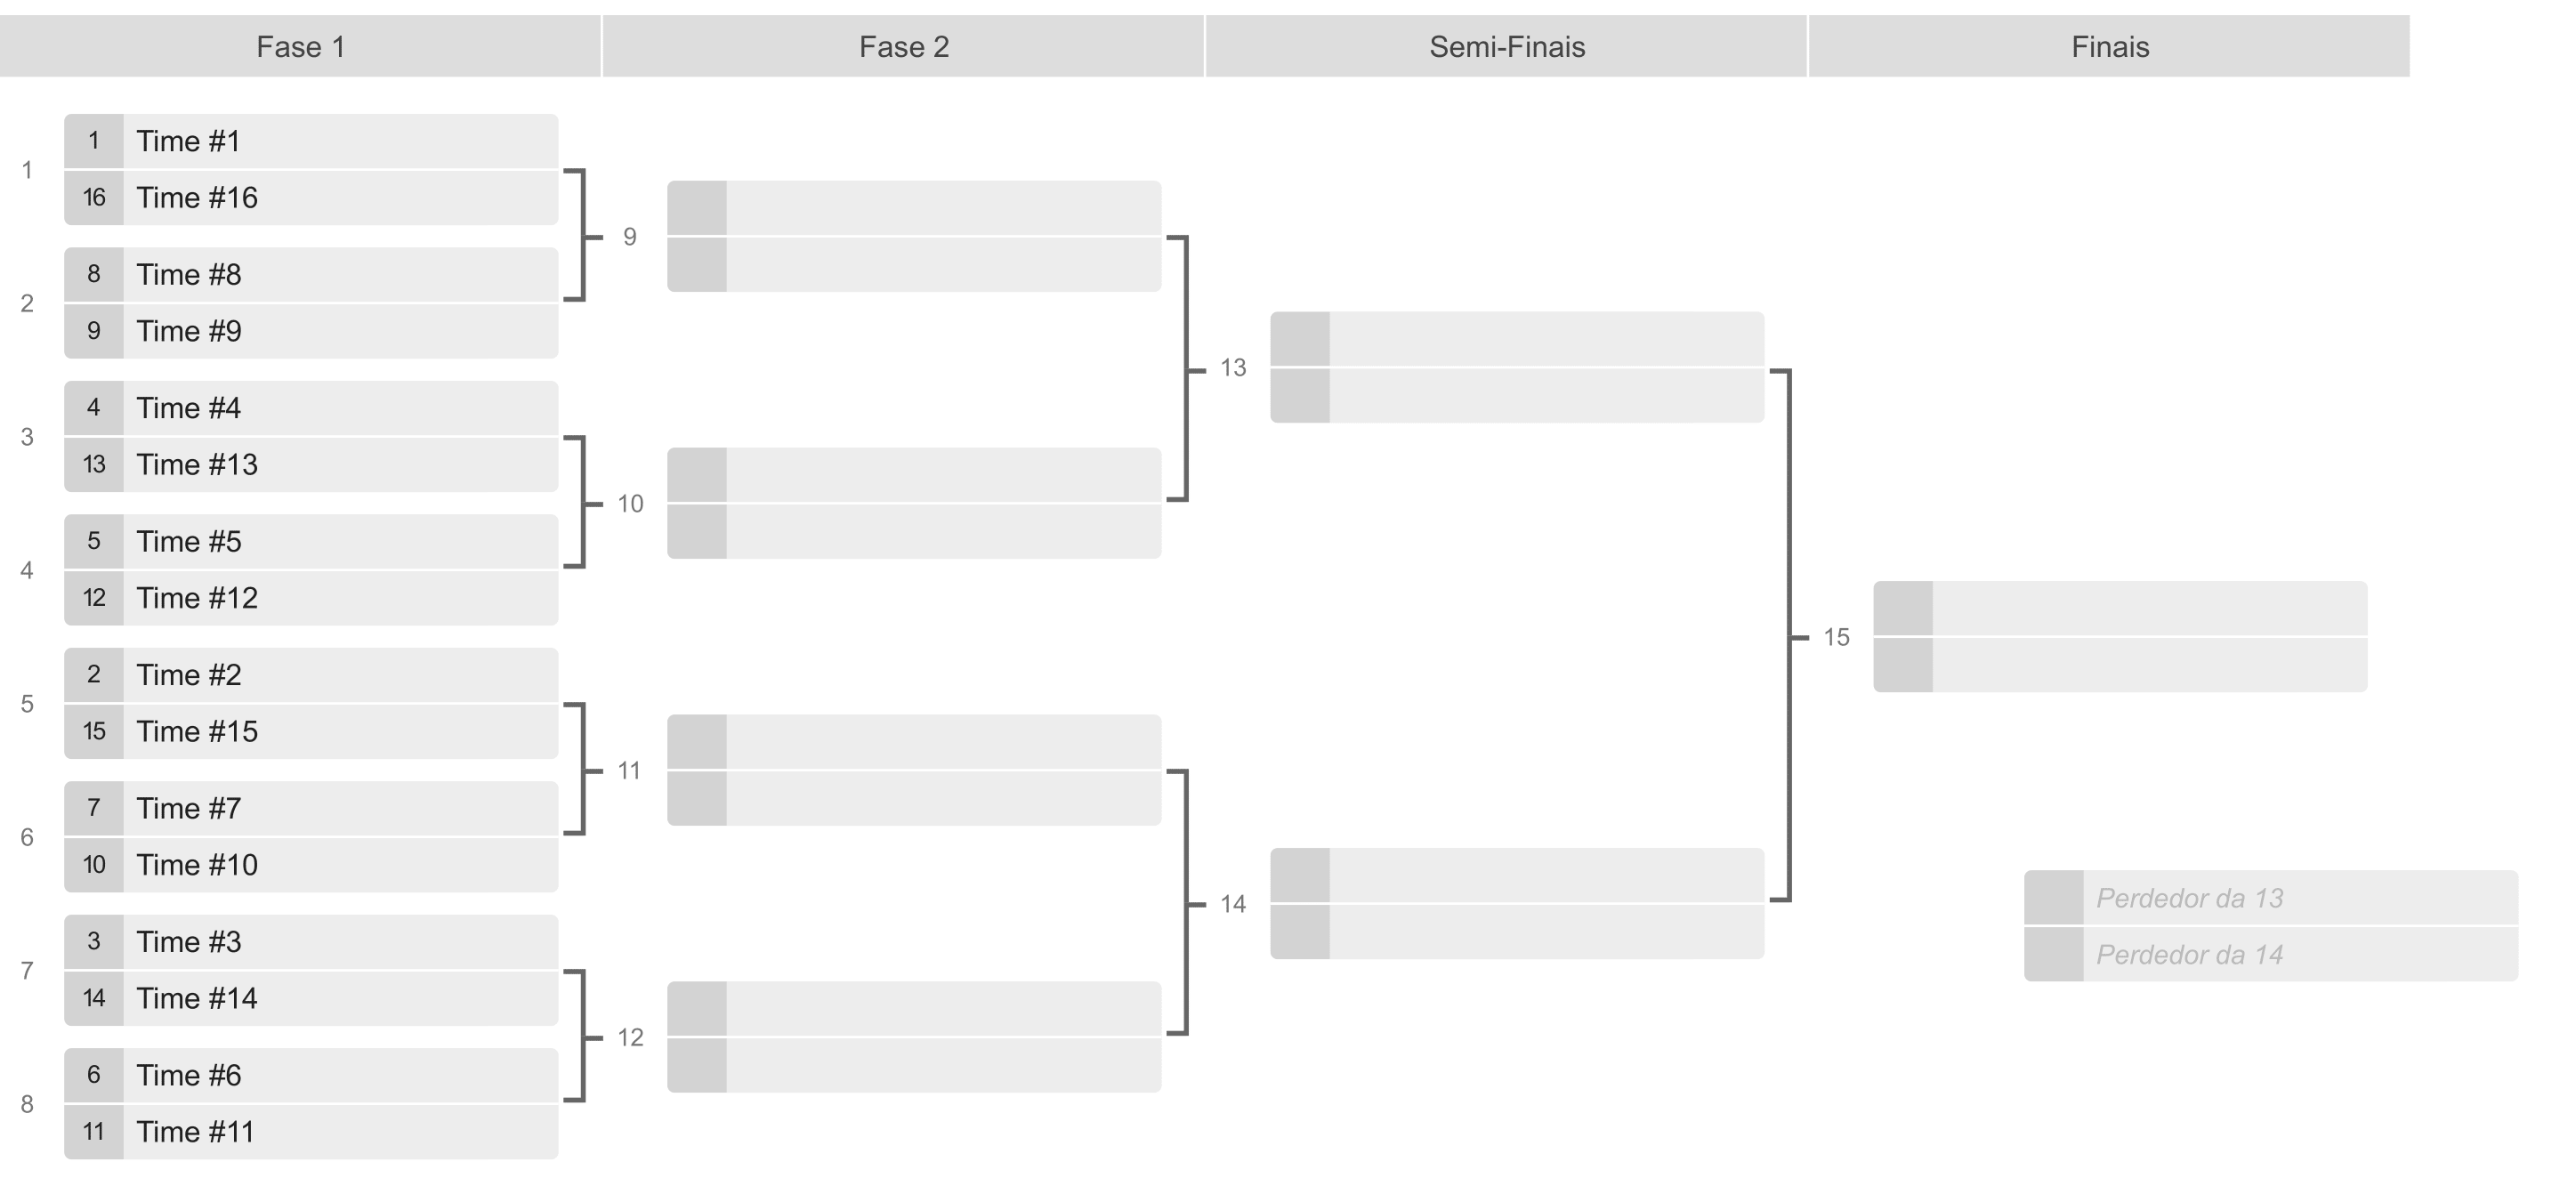 Fase 1
Fase 2
Semi-Finais
Finais
1
1 Time #1
16 Time #16
2
8 Time #8
9 Time #9
3
4 Time #4
13 Time #13
4
5 Time #5
12 Time #12
5
2 Time #2
15 Time #15
6
7 Time #7
10 Time #10
7
3 Time #3
14 Time #14
8
6 Time #6
11 Time #11
9
10
11
12
13
14
15
Perdedor da 13
Perdedor da 14